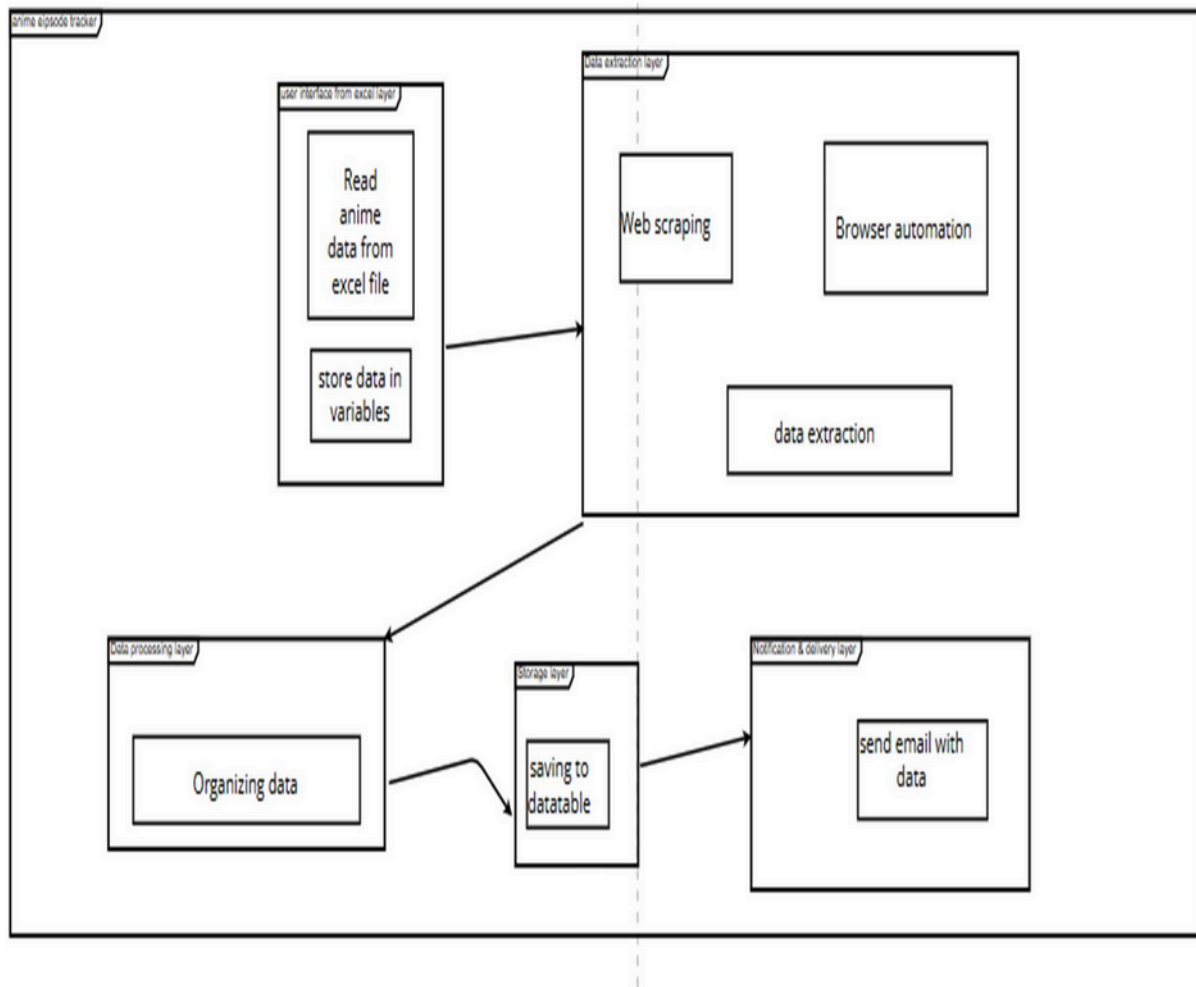 anime eipsode tracker
user interface from excel layer
Read
anime
data from
excel file
store data in
variables
Data extraction layer
Web scraping
Browser automation
data extraction
Data processing layer
Organizing data
Storage layer
saving to
datatable
Notification & delivery layer
send email with
data